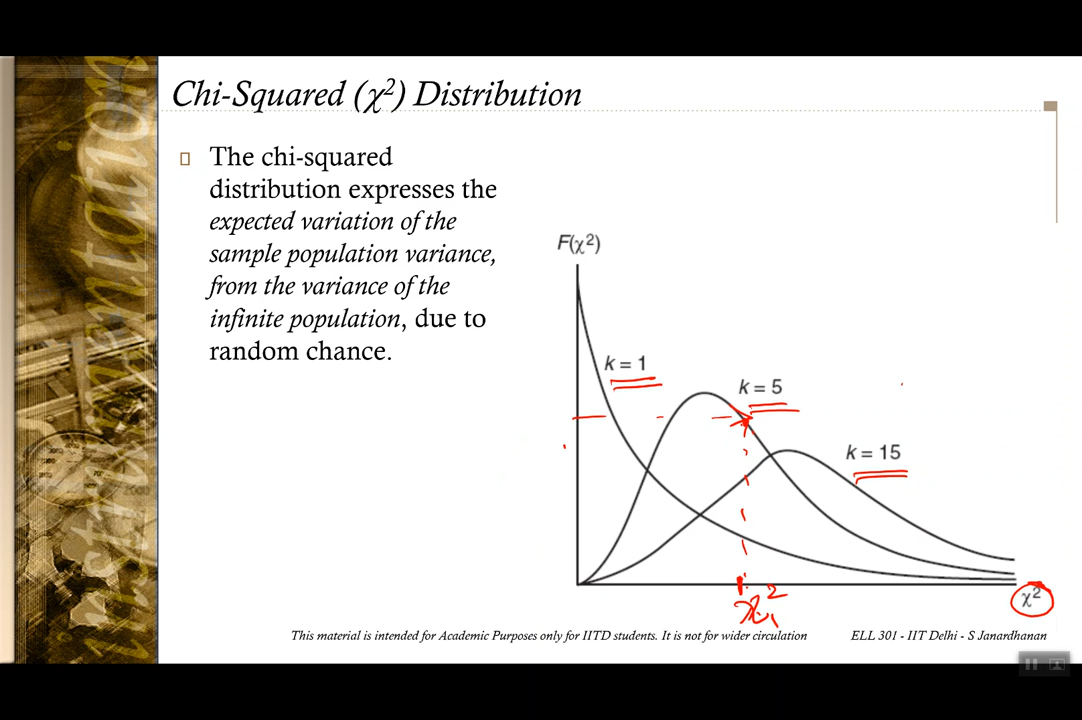 Chi-Squared (χ²) Distribution
The chi-squared
distribution expresses the
expected variation of the
sample population variance,
from the variance of the
infinite population, due to
random chance.
F(χ²)
k = 1
k = 5
k = 15
χ²
χ₁²
This material is intended for Academic Purposes only for IITD students. It is not for wider circulation
ELL 301 - IIT Delhi - S Janardhanan
instrumentation